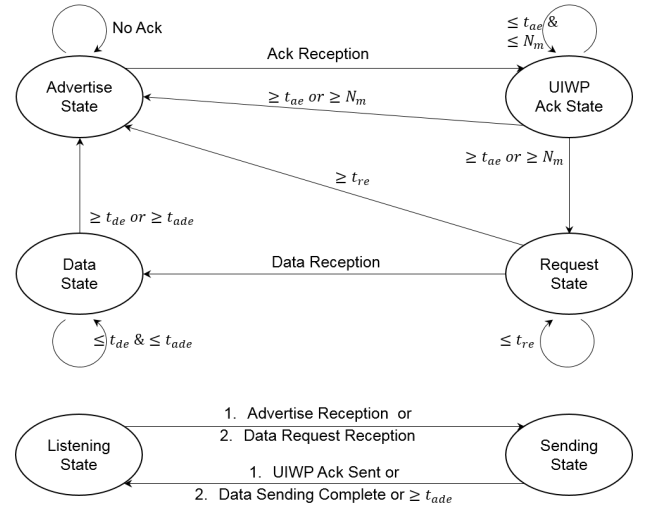 No Ack
≤ t_ae &
≤ N_m
Ack Reception
Advertise
State
UIWP
Ack State
≥ t_ae or ≥ N_m
≥ t_ae or ≥ N_m
≥ t_re
≥ t_de or ≥ t_ade
Data
State
Data Reception
Request
State
≤ t_de & ≤ t_ade
≤ t_re
1. Advertise Reception or
2. Data Request Reception
Listening
State
Sending
State
1. UIWP Ack Sent or
2. Data Sending Complete or ≥ t_ade